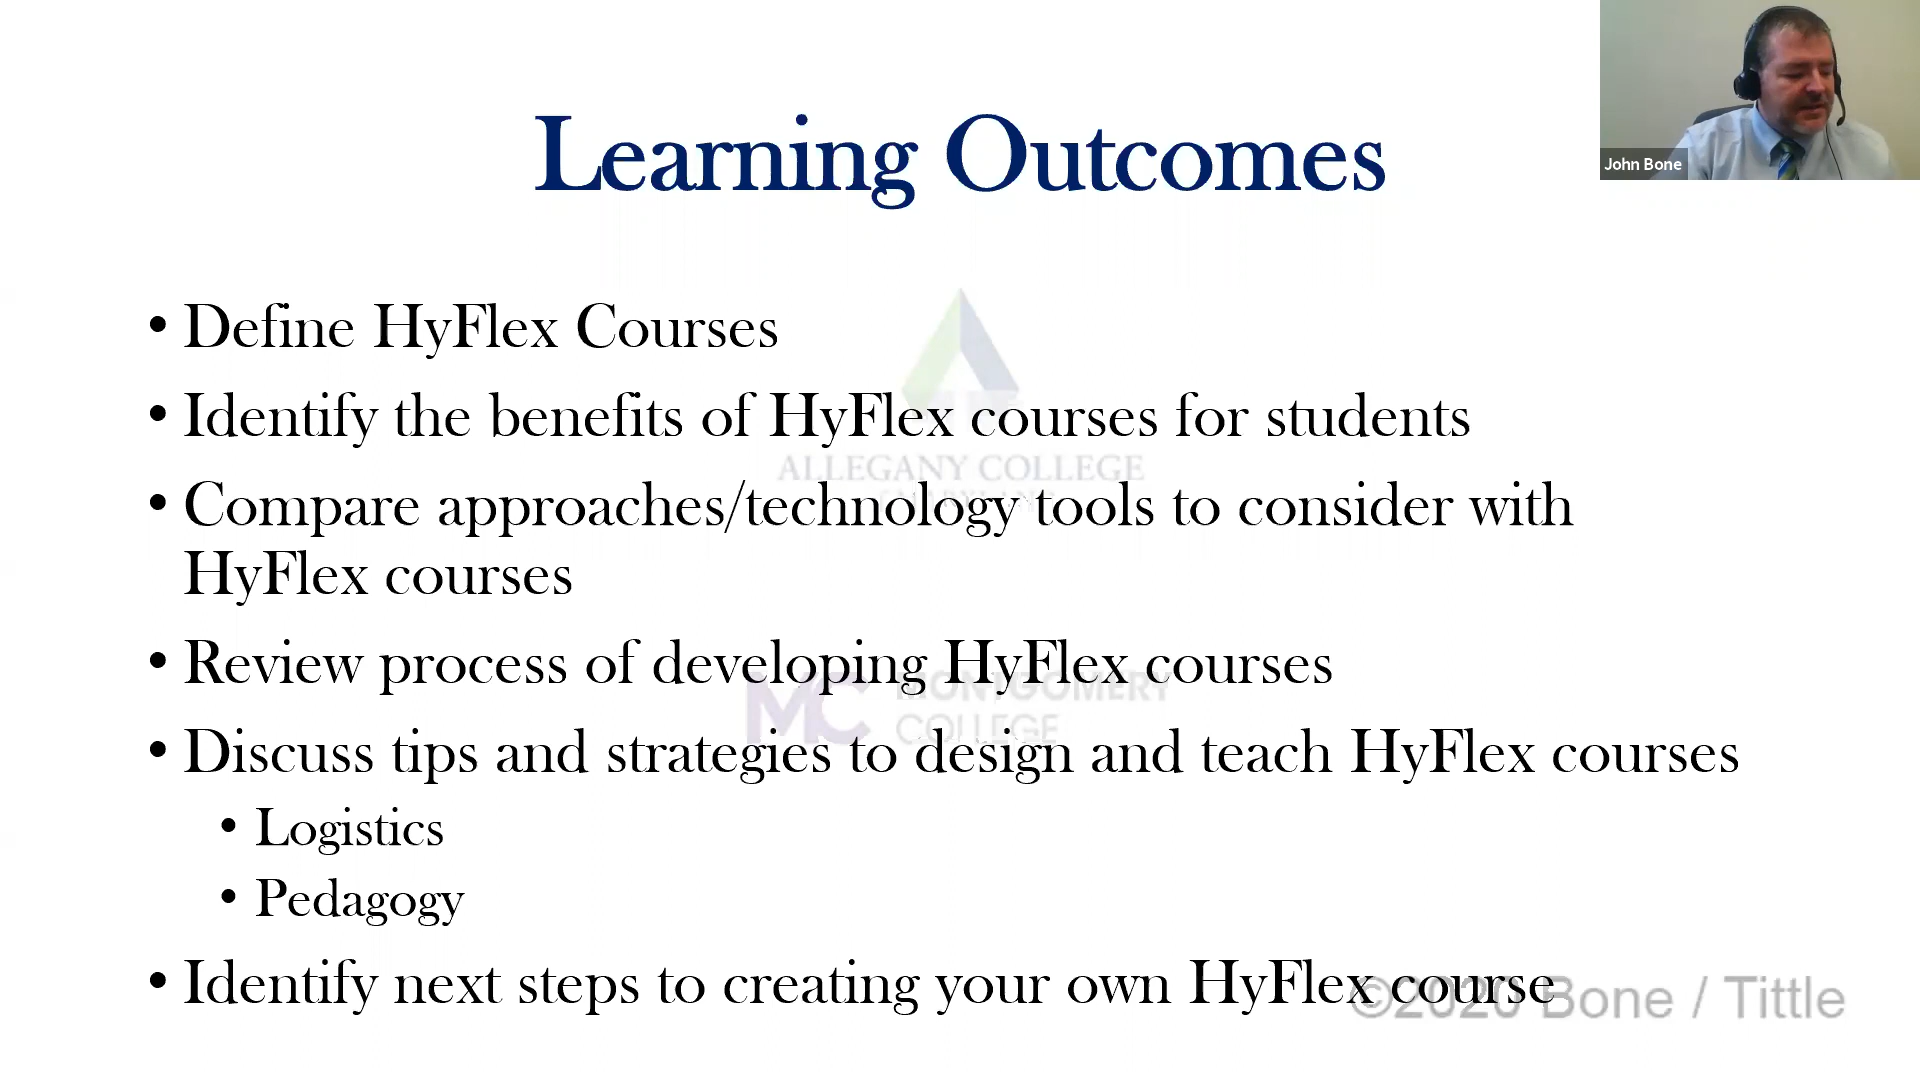 Learning Outcomes
John Bone
• Define HyFlex Courses
• Identify the benefits of HyFlex courses for students
ALLEGANY COLLEGE
• Compare approaches/technology tools to consider with
HyFlex courses
• Review process of developing HyFlex courses
MC MONTGOMERY
COLLEGE
• Discuss tips and strategies to design and teach HyFlex courses
• Logistics
• Pedagogy
• Identify next steps to creating your own HyFlex course
©2020 Bone / Tittle